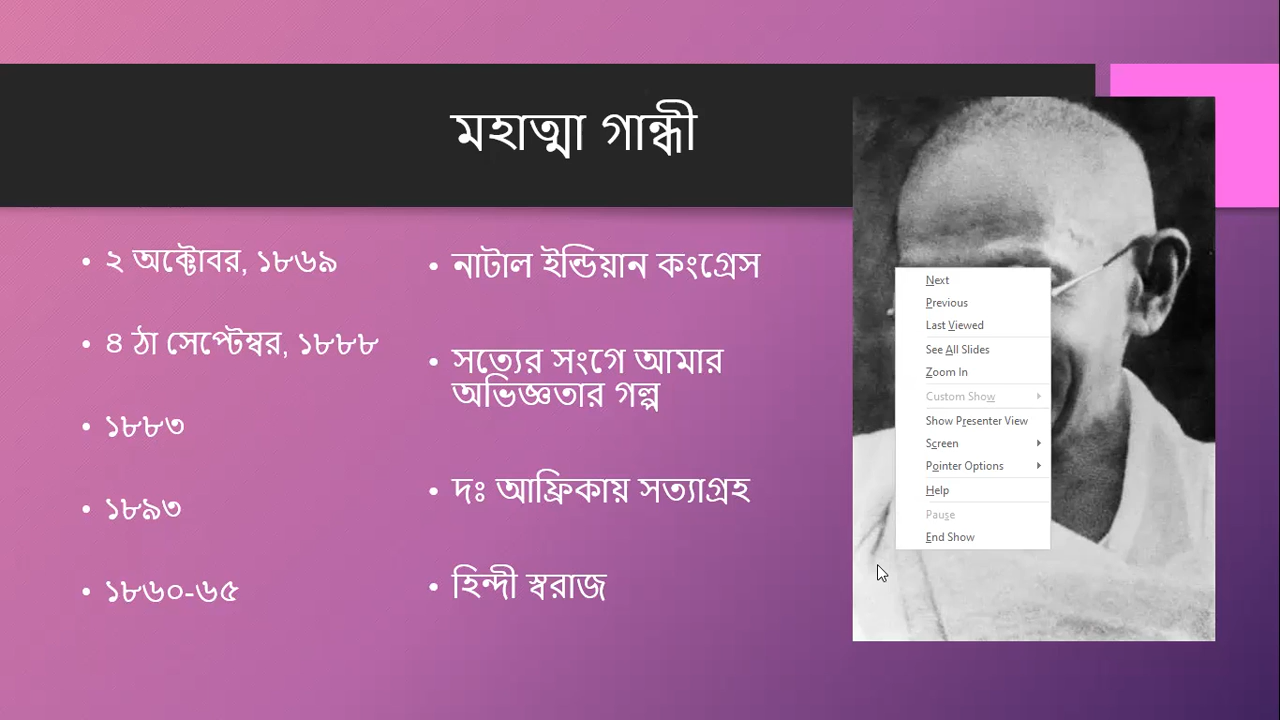 মহাত্মা গান্ধী
• ২ অক্টোবর, ১৮৬৯
• ৪ ঠা সেপ্টেম্বর, ১৮৮৮
• ১৮৮৩
• ১৮৯৩
• ১৮৬০-৬৫
• নাটাল ইন্ডিয়ান কংগ্রেস
• সত্যের সংগে আমার
অভিজ্ঞতার গল্প
• দঃ আফ্রিকায় সত্যাগ্রহ
• হিন্দী স্বরাজ
Next
Previous
Last Viewed
See All Slides
Zoom In
Custom Show
Show Presenter View
Screen
Pointer Options
Help
Pause
End Show